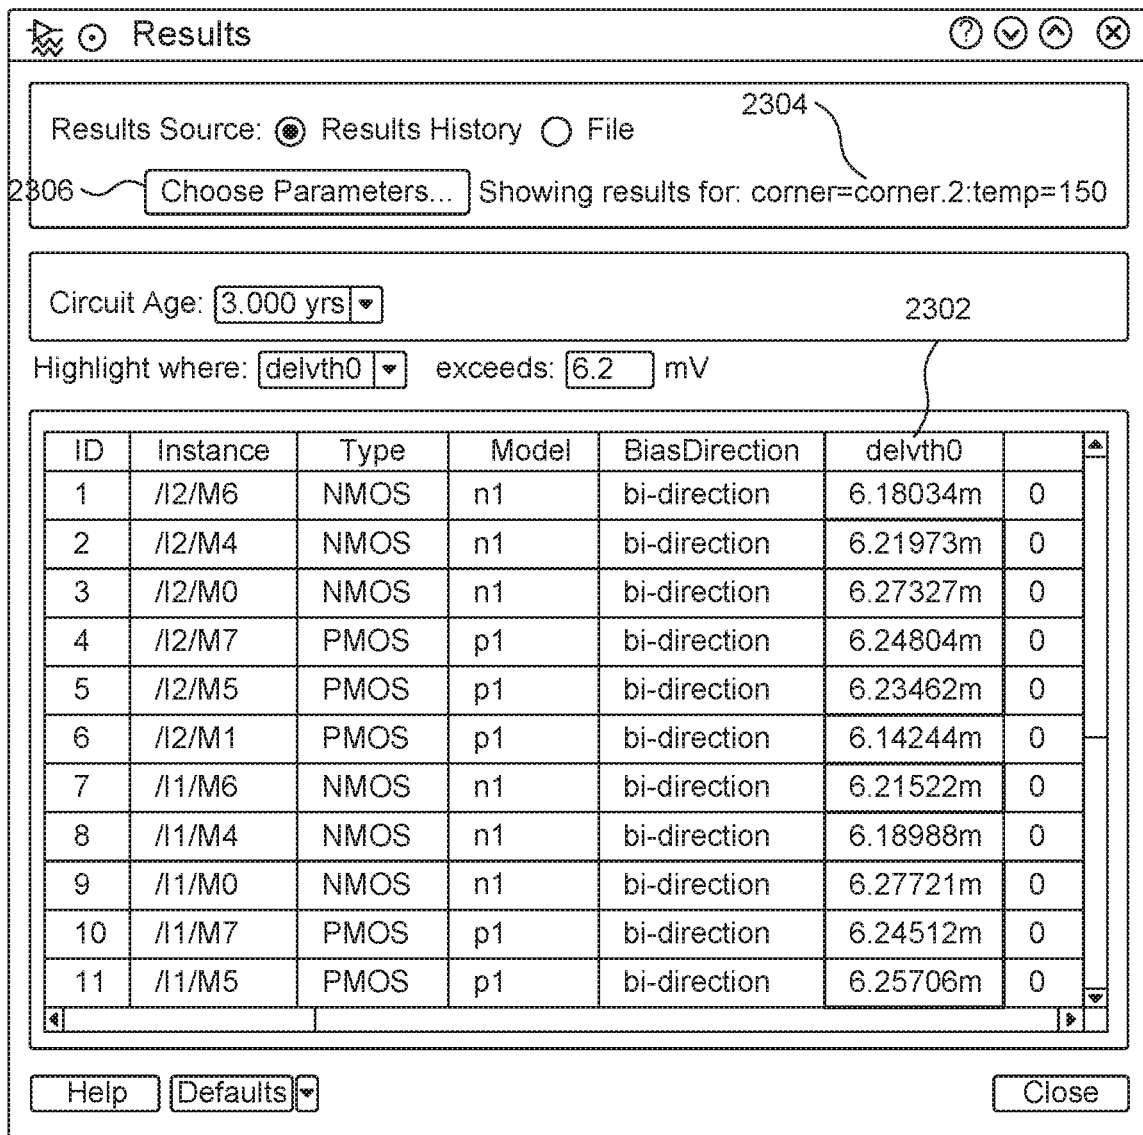 Results
2304
Results Source: Results History File
2306 Choose Parameters... Showing results for: corner=corner.2:temp=150
Circuit Age: 3.000 yrs
2302
Highlight where: delvth0 exceeds: 6.2 mV
ID Instance Type Model BiasDirection delvth0
1 /I2/M6 NMOS n1 bi-direction 6.18034m 0
2 /I2/M4 NMOS n1 bi-direction 6.21973m 0
3 /I2/M0 NMOS n1 bi-direction 6.27327m 0
4 /I2/M7 PMOS p1 bi-direction 6.24804m 0
5 /I2/M5 PMOS p1 bi-direction 6.23462m 0
6 /I2/M1 PMOS p1 bi-direction 6.14244m 0
7 /I1/M6 NMOS n1 bi-direction 6.21522m 0
8 /I1/M4 NMOS n1 bi-direction 6.18988m 0
9 /I1/M0 NMOS n1 bi-direction 6.27721m 0
10 /I1/M7 PMOS p1 bi-direction 6.24512m 0
11 /I1/M5 PMOS p1 bi-direction 6.25706m 0
Help Defaults Close